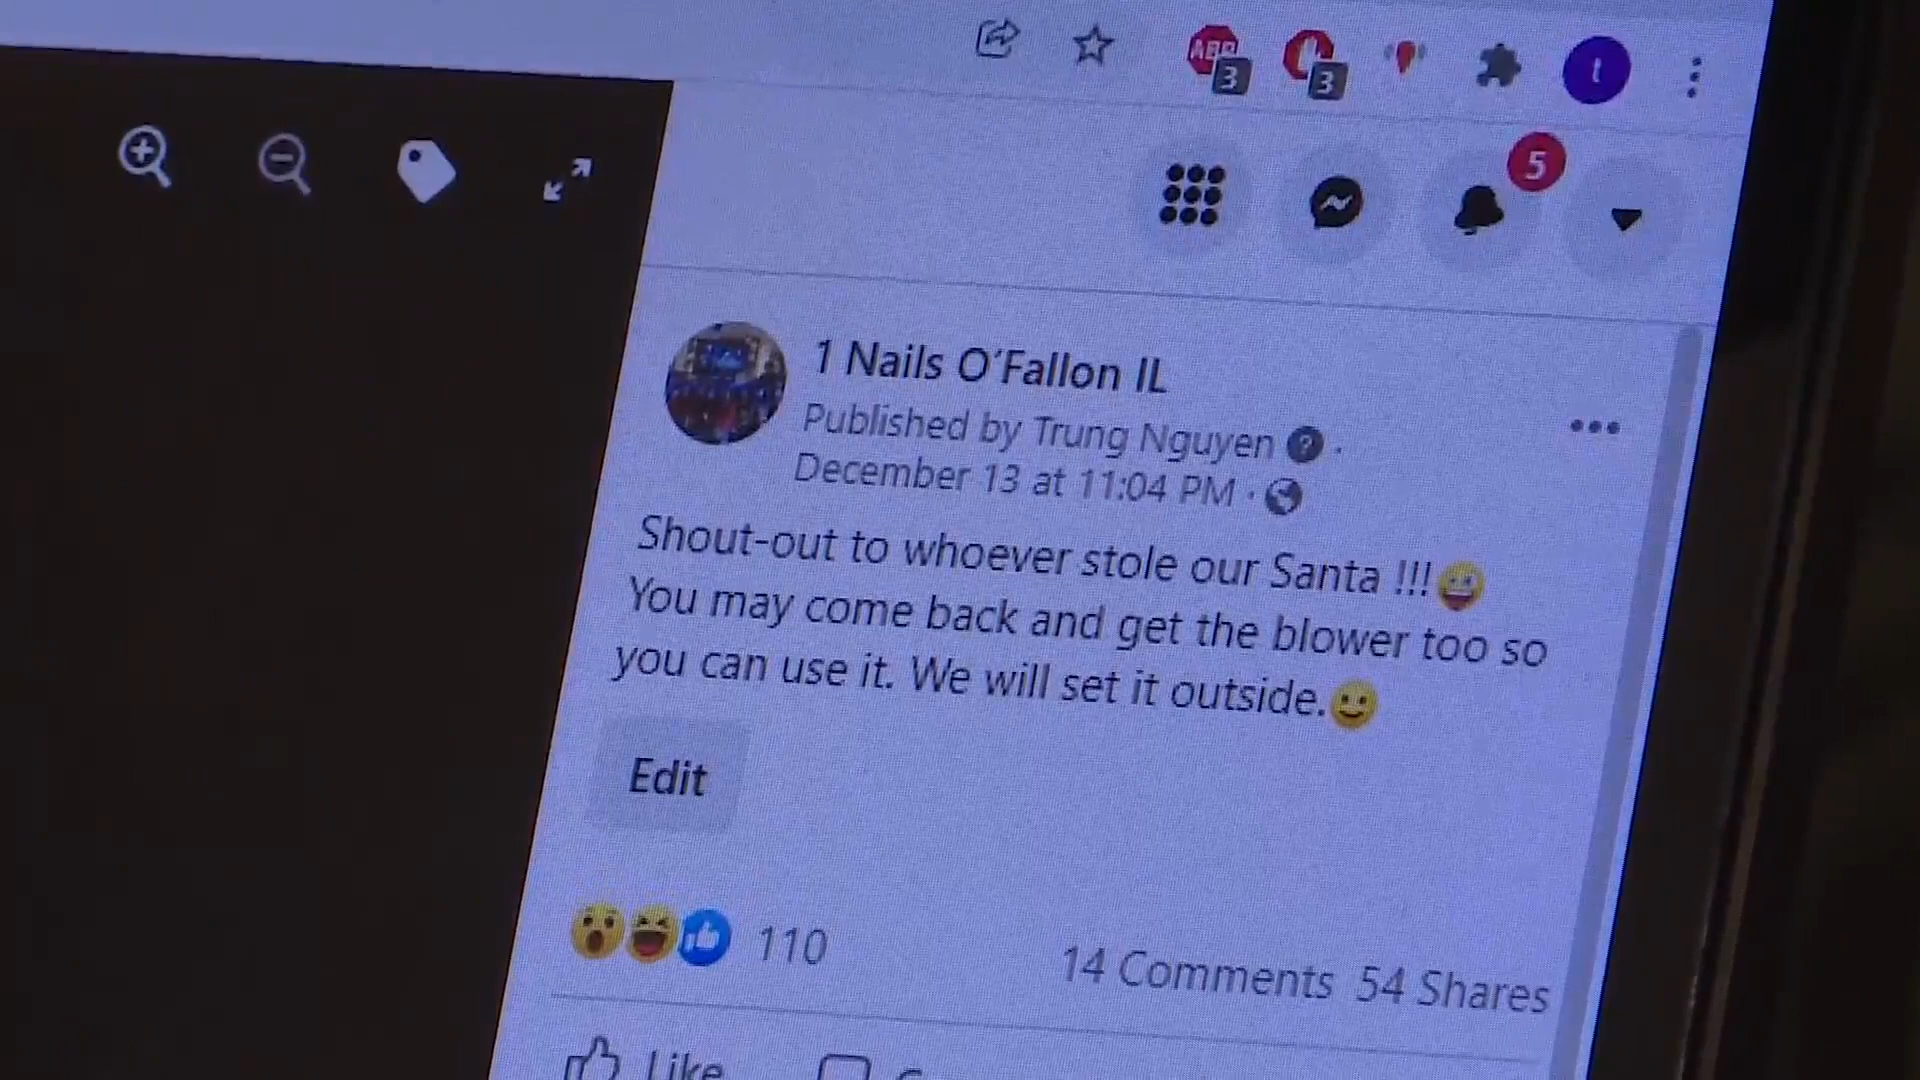 ABP
3
3
t
5
1 Nails O'Fallon IL
Published by Trung Nguyen
December 13 at 11:04 PM ·
Shout-out to whoever stole our Santa !!!
You may come back and get the blower too so
you can use it. We will set it outside.
Edit
110
14 Comments 54 Shares
Like